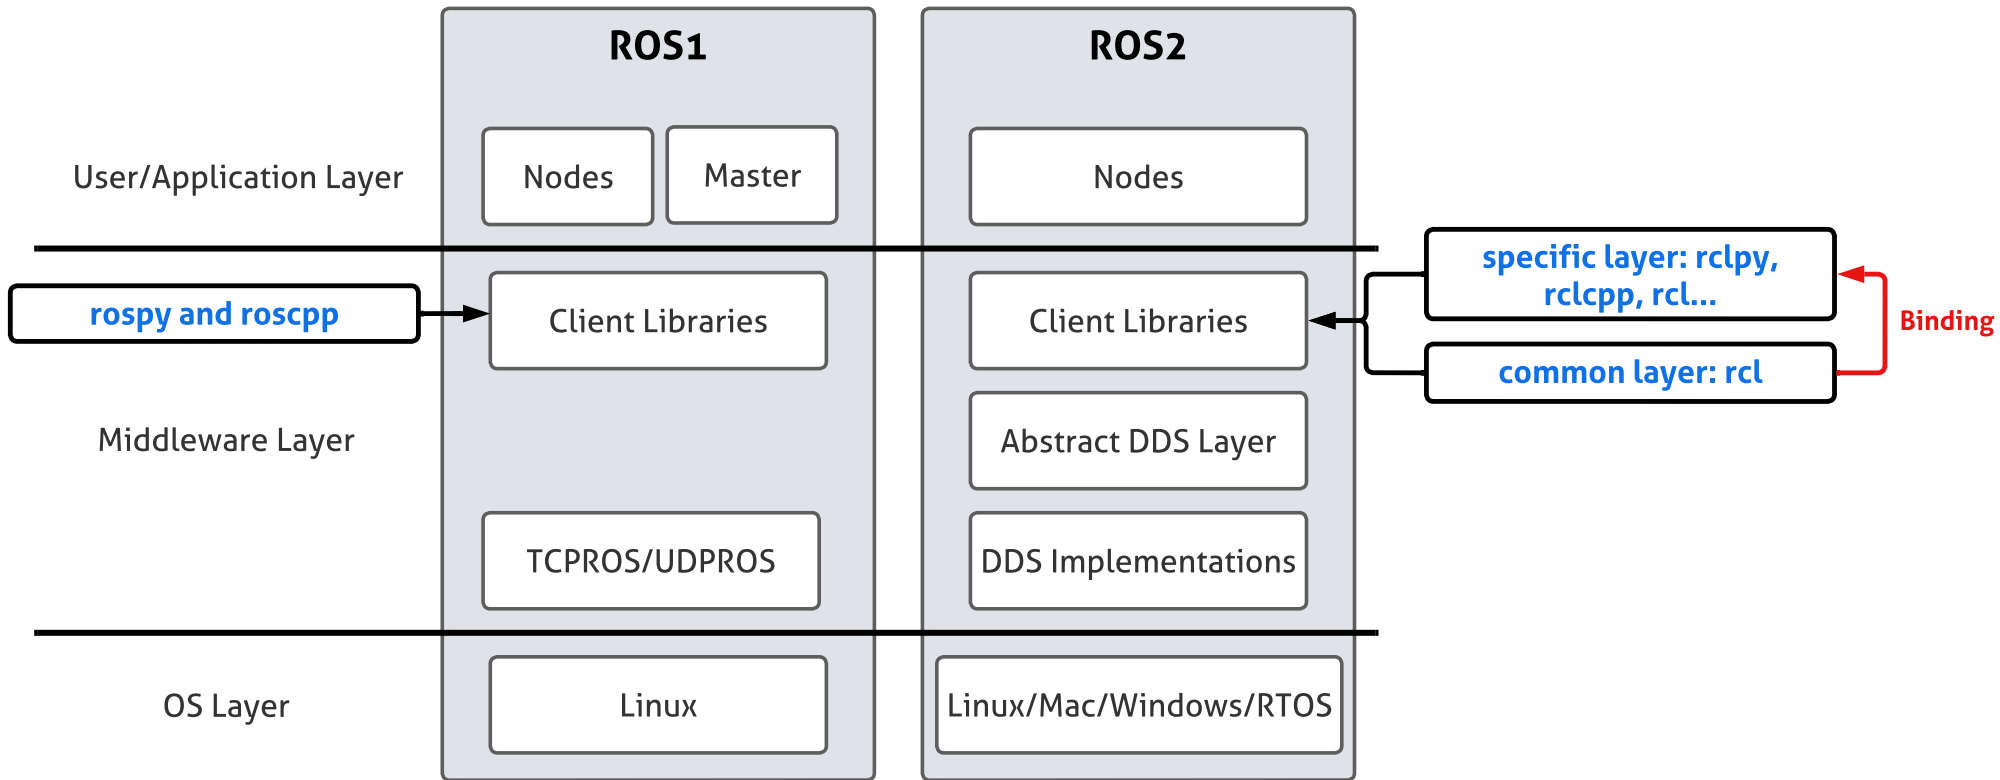 ROS1
ROS2
User/Application Layer
Nodes
Master
Nodes
rospy and roscpp
Client Libraries
Client Libraries
specific layer: rclpy,
rclcpp, rcl...
Binding
common layer: rcl
Middleware Layer
Abstract DDS Layer
TCPROS/UDPROS
DDS Implementations
OS Layer
Linux
Linux/Mac/Windows/RTOS